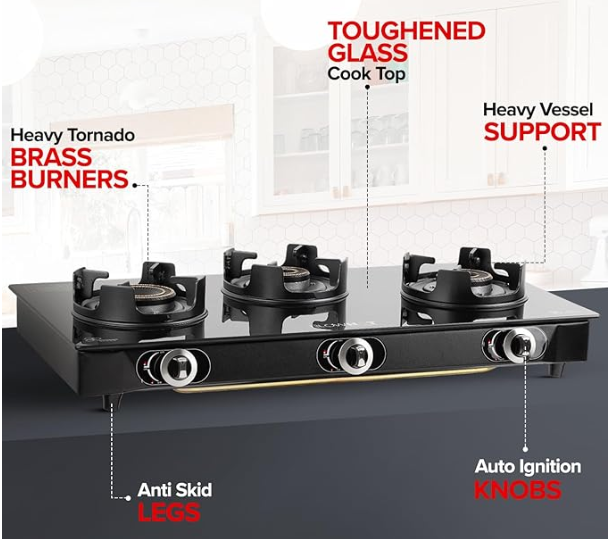 TOUGHENED
GLASS
Cook Top
Heavy Vessel
SUPPORT
Heavy Tornado
BRASS
BURNERS
Auto Ignition
KNOBS
Anti Skid
LEGS